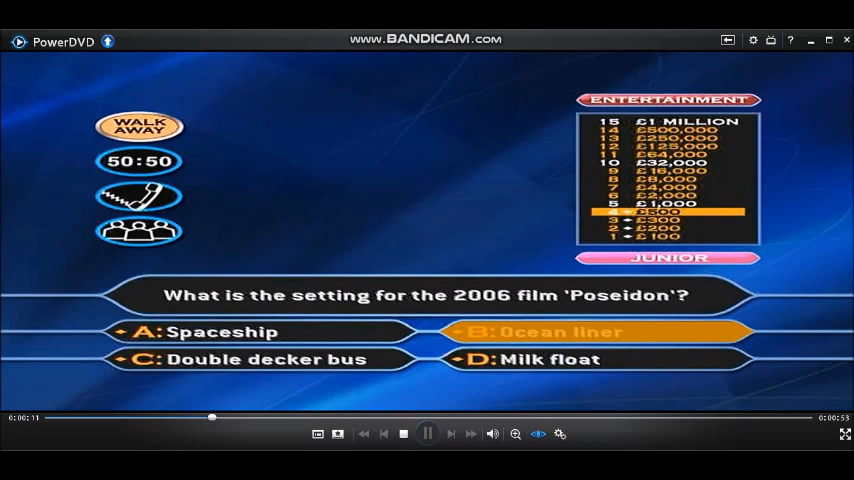 www.BANDICAM.com
PowerDVD
?
WALK
AWAY
50:50
ENTERTAINMENT
15 £1 MILLION
14 £500,000
13 £250,000
12 £125,000
11 £64,000
10 £32,000
9 £16,000
8 £8,000
7 £4,000
6 £2,000
5 £1,000
4 £500
3 £300
2 £200
1 £100
JUNIOR
What is the setting for the 2006 film 'Poseidon'?
A: Spaceship
B: Ocean liner
C: Double decker bus
D: Milk float
0:00:11
0:00:53